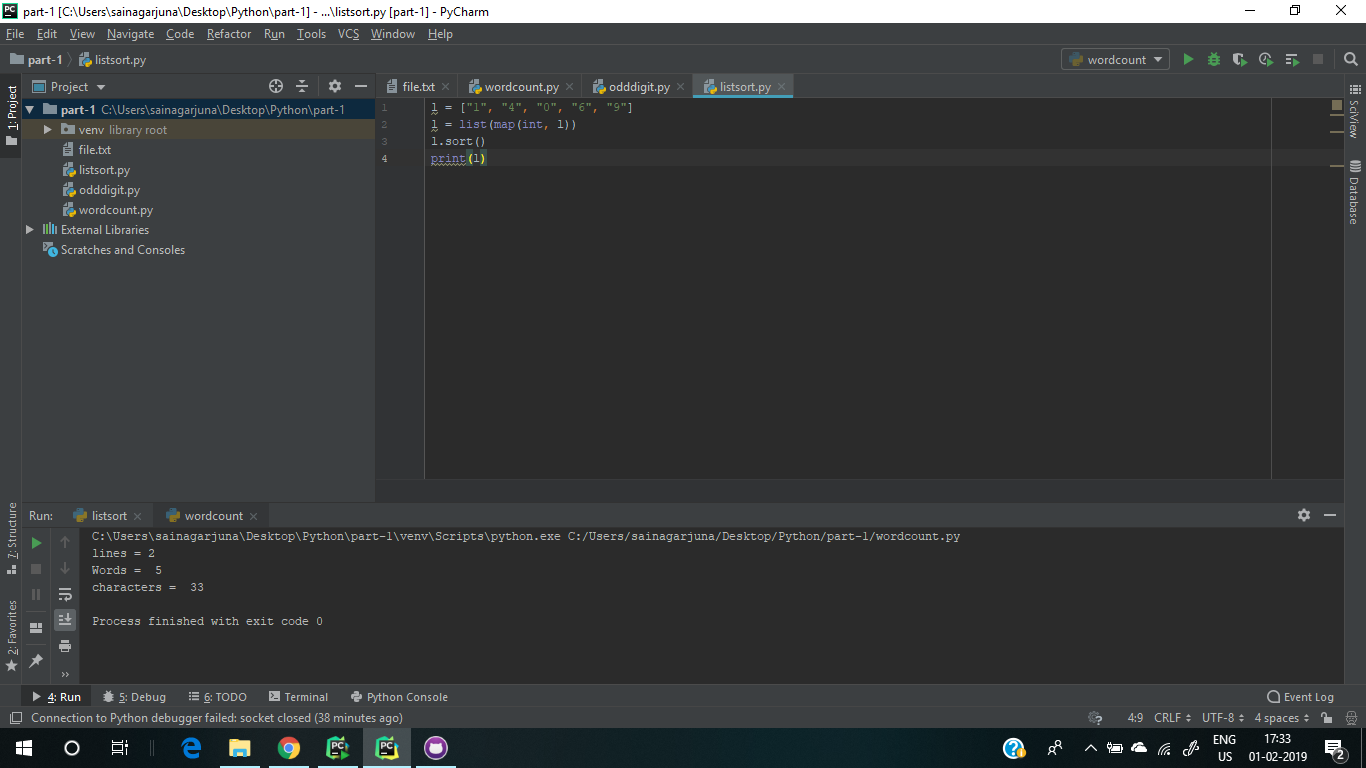 part-1 [C:\Users\sainagarjuna\Desktop\Python\part-1] - ...\listsort.py [part-1] - PyCharm
File Edit View Navigate Code Refactor Run Tools VCS Window Help
part-1 listsort.py wordcount
Project file.txt wordcount.py odddigit.py listsort.py
1: Project
part-1 C:\Users\sainagarjuna\Desktop\Python\part-1
venv library root
file.txt
listsort.py
odddigit.py
wordcount.py
External Libraries
Scratches and Consoles
1 l = ["1", "4", "0", "6", "9"]
2 l = list(map(int, l))
3 l.sort()
4 print(l)
SciView
Database
7: Structure
2: Favorites
Run: listsort wordcount
C:\Users\sainagarjuna\Desktop\Python\part-1\venv\Scripts\python.exe C:/Users/sainagarjuna/Desktop/Python/part-1/wordcount.py
lines = 2
Words =  5
characters =  33
Process finished with exit code 0
4: Run 5: Debug 6: TODO Terminal Python Console Event Log
Connection to Python debugger failed: socket closed (38 minutes ago) 4:9 CRLF UTF-8 4 spaces
ENG 17:33
US 01-02-2019 2